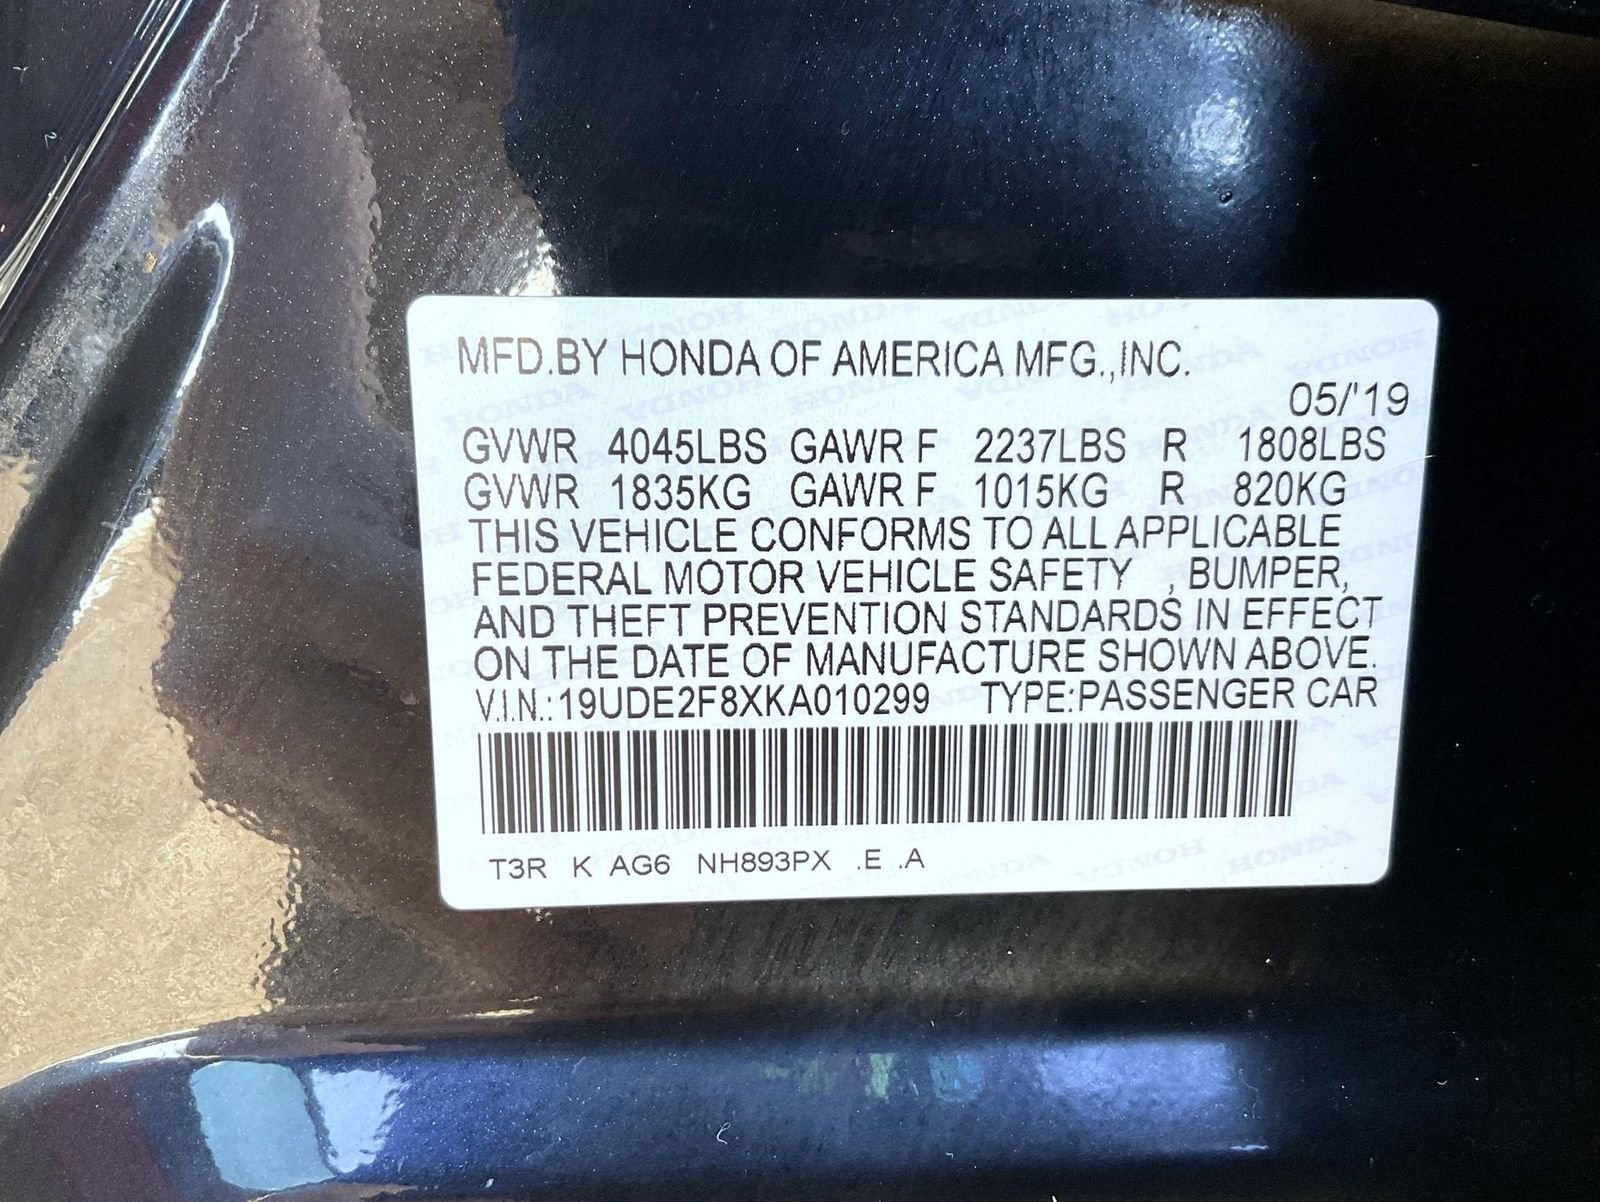 MFD.BY HONDA OF AMERICA MFG.,INC.
05/'19
GVWR 4045LBS GAWR F 2237LBS R 1808LBS
GVWR 1835KG GAWR F 1015KG R 820KG
THIS VEHICLE CONFORMS TO ALL APPLICABLE
FEDERAL MOTOR VEHICLE SAFETY , BUMPER,
AND THEFT PREVENTION STANDARDS IN EFFECT
ON THE DATE OF MANUFACTURE SHOWN ABOVE.
V.I.N.:19UDE2F8XKA010299 TYPE:PASSENGER CAR
T3R K AG6 NH893PX .E .A